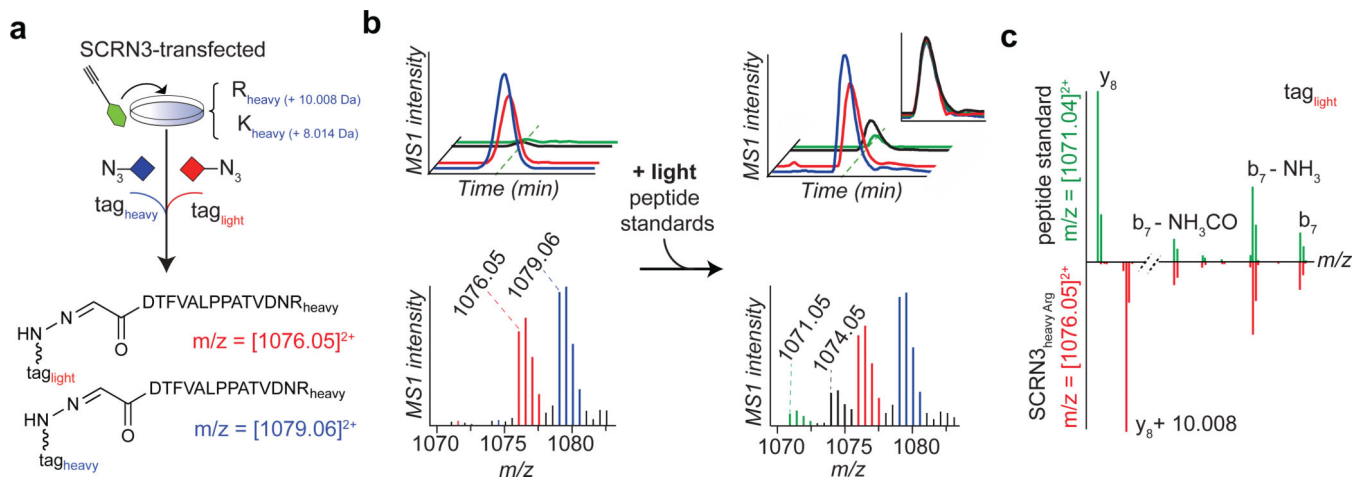 a
SCRN3-transfected
R heavy (+ 10.008 Da)
K heavy (+ 8.014 Da)
N3
N3
tag heavy
tag light
HN
N
O
DTFVALPPATVDNR heavy
m/z = [1076.05]2+
tag light
HN
N
O
DTFVALPPATVDNR heavy
m/z = [1079.06]2+
tag heavy
b
MS1 intensity
Time (min)
1076.05
1079.06
MS1 intensity
1070
1075
1080
m/z
+ light
peptide
standards
MS1 intensity
Time (min)
1071.05
1074.05
MS1 intensity
1070
1075
1080
m/z
c
peptide standard
m/z = [1071.04]2+
SCRN3 heavy Arg
m/z = [1076.05]2+
y8
tag light
b7 - NH3CO
b7 - NH3
b7
m/z
y8 + 10.008